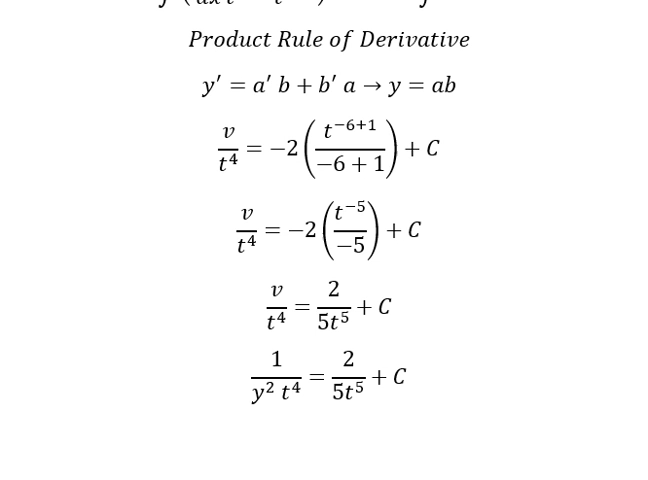 Product Rule of Derivative
y′ = a′ b + b′ a → y = ab
v/t⁴ = −2(t⁻⁶⁺¹/(−6 + 1)) + C
v/t⁴ = −2(t⁻⁵/−5) + C
v/t⁴ = 2/5t⁵ + C
1/(y² t⁴) = 2/5t⁵ + C